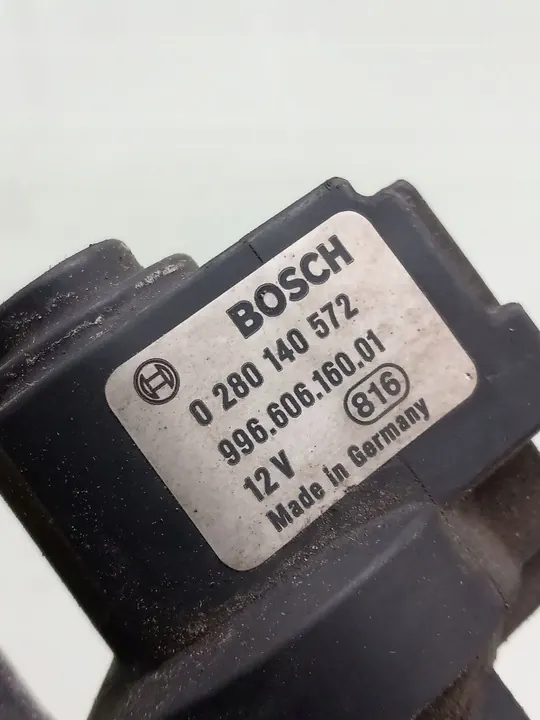 BOSCH
0 280 140 572
996.606.160.01
12 V 816
Made in Germany